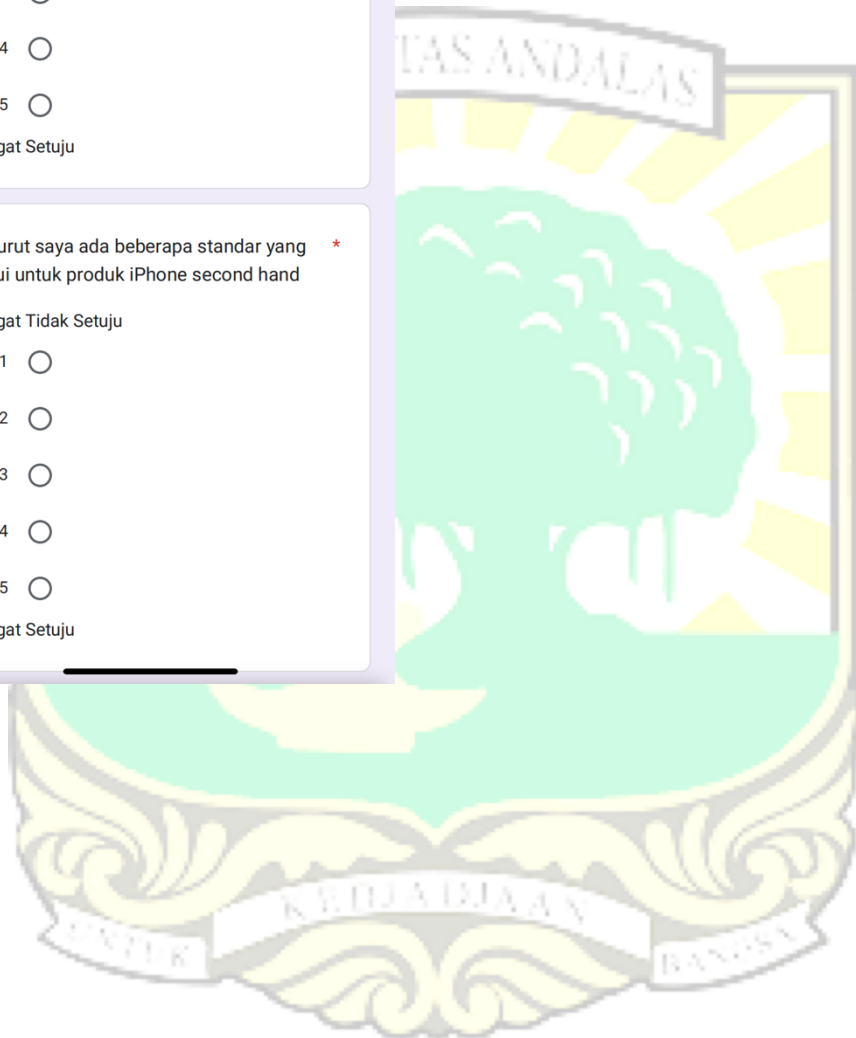 4
5
gat Setuju
urut saya ada beberapa standar yang *
ui untuk produk iPhone second hand
gat Tidak Setuju
1
2
3
4
5
gat Setuju
TAS ANDALAS
KEDJADJAAN
UNTUK
BANGSA